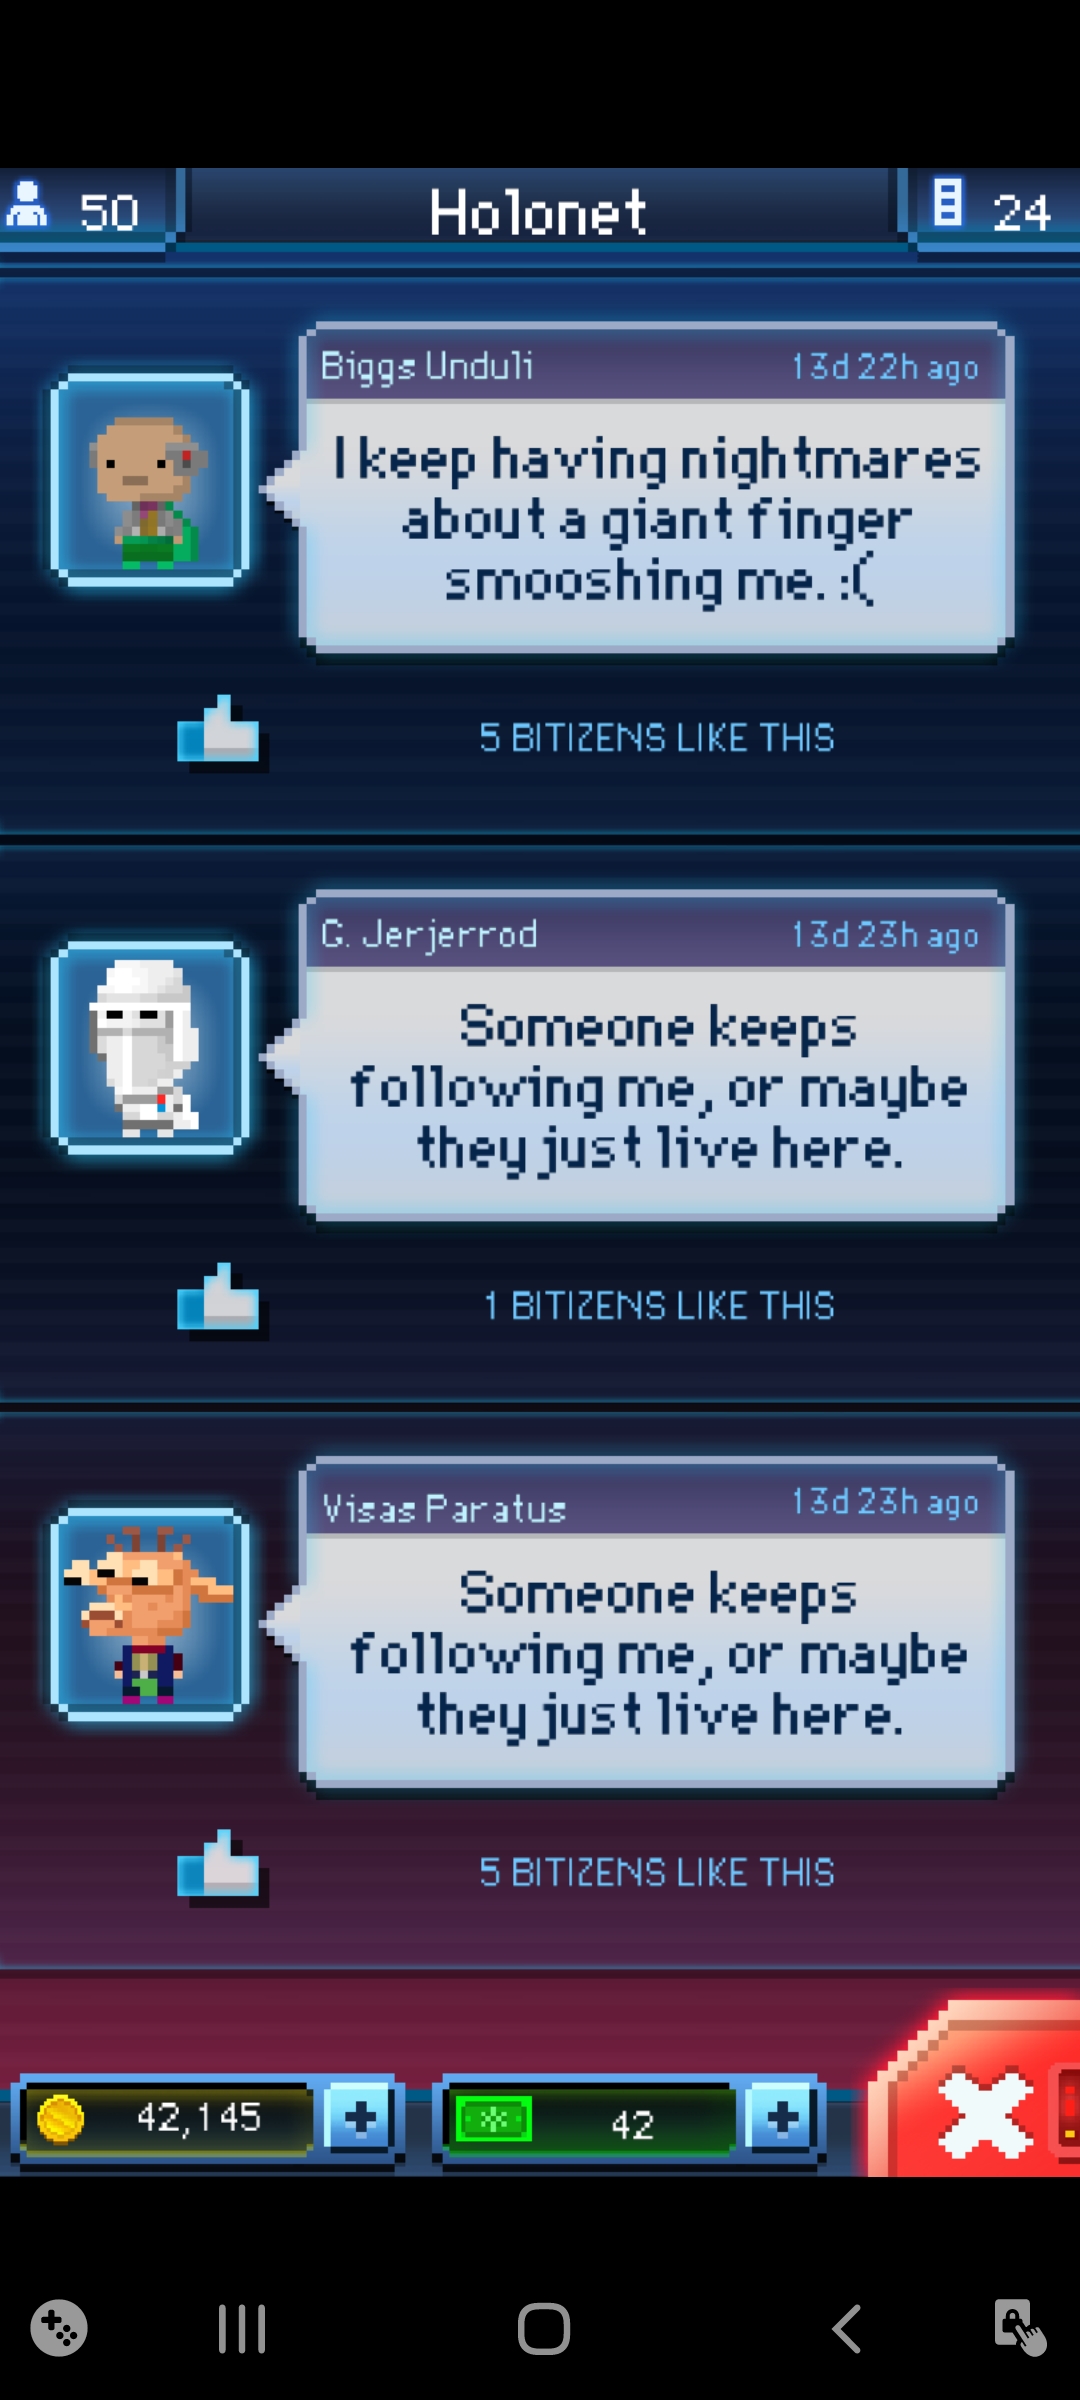 50
Holonet
24
Biggs Unduli
13d 22h ago
I keep having nightmares
about a giant finger
smooshing me. :(
5 BITIZENS LIKE THIS
G. Jerjerrod
13d 23h ago
Someone keeps
following me, or maybe
they just live here.
1 BITIZENS LIKE THIS
Visas Paratus
13d 23h ago
Someone keeps
following me, or maybe
they just live here.
5 BITIZENS LIKE THIS
42,145
42